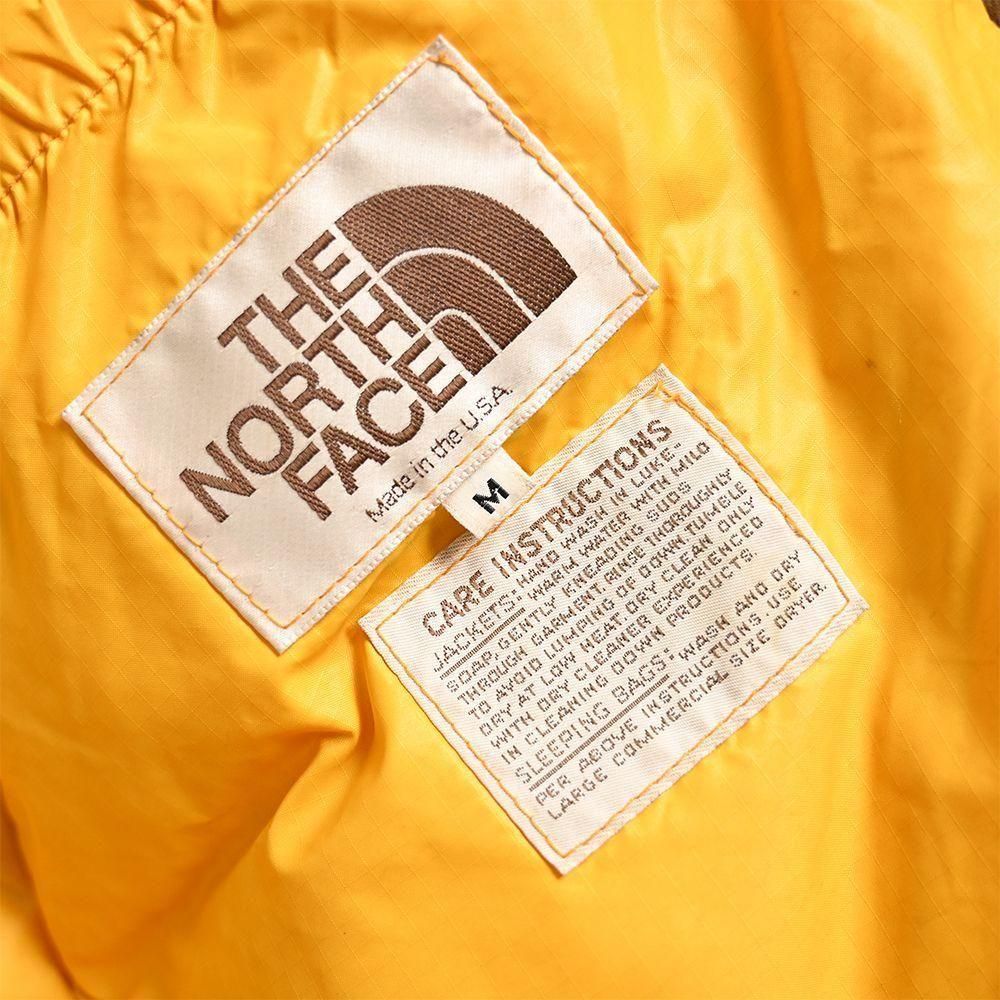 THE
NORTH
FACE
Made in the U.S.A.
M
CARE INSTRUCTIONS
JACKETS: HAND WASH IN LUKE-
WARM WATER WITH MILD
SOAP, GENTLY KNEADING SUDS
THROUGH GARMENT. RINSE THOROUGHLY
TO AVOID LUMPING OF DOWN. TUMBLE
DRY AT LOW HEAT. DRY CLEAN ONLY
WITH DRY CLEANER EXPERIENCED
IN CLEANING DOWN PRODUCTS.
SLEEPING BAGS: WASH AND DRY
PER ABOVE INSTRUCTIONS. USE
LARGE COMMERCIAL SIZE DRYER.